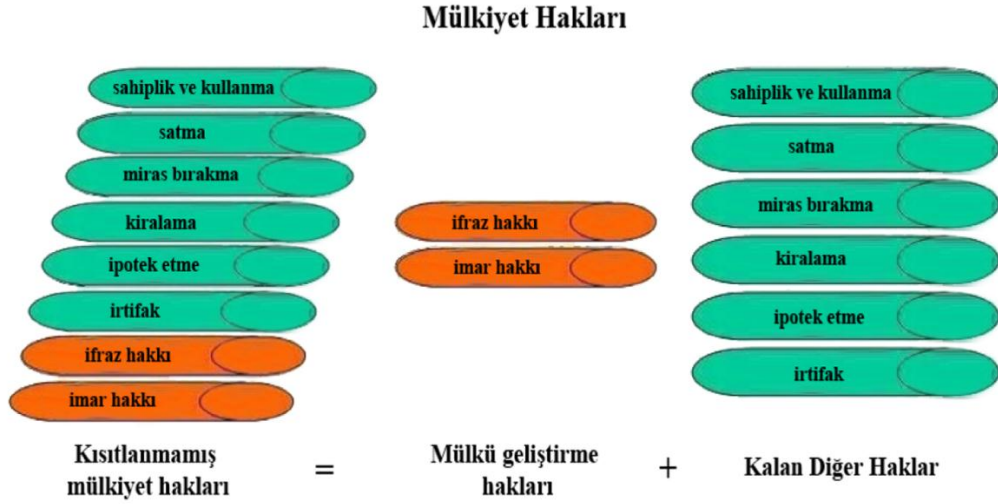 Mülkiyet Hakları
sahiplik ve kullanma
satma
miras bırakma
kiralama
ipotek etme
irtifak
ifraz hakkı
imar hakkı
Kısıtlanmamış
mülkiyet hakları
=
ifraz hakkı
imar hakkı
Mülkü geliştirme
hakları
+
sahiplik ve kullanma
satma
miras bırakma
kiralama
ipotek etme
irtifak
Kalan Diğer Haklar